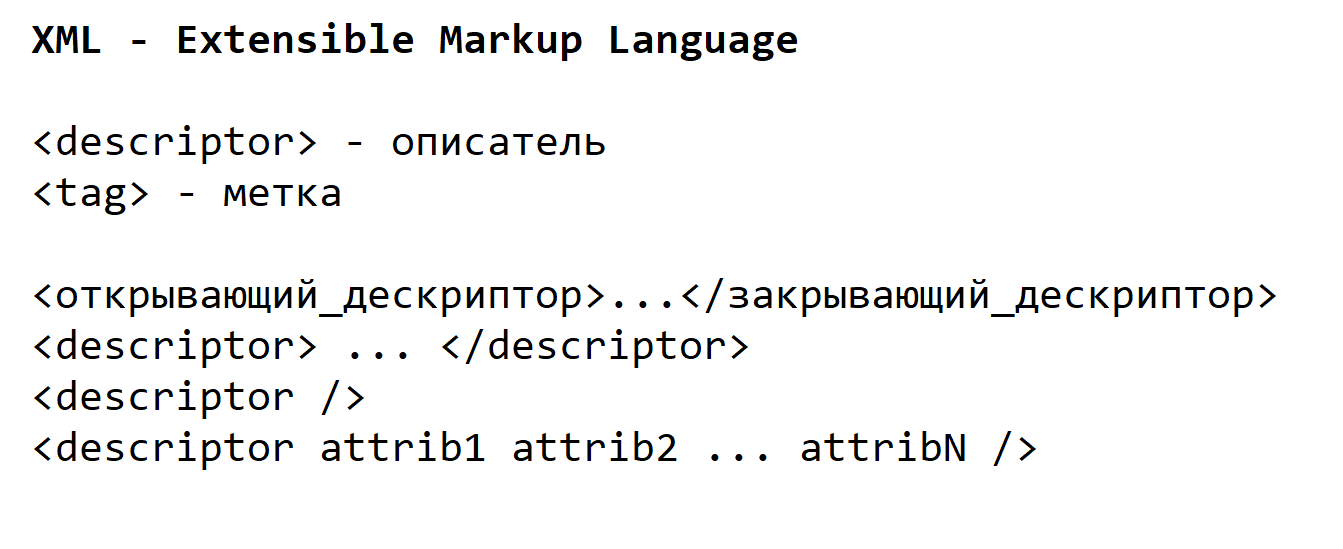 XML - Extensible Markup Language
<descriptor> - описатель
<tag> - метка
<открывающий_дескриптор>...</закрывающий_дескриптор>
<descriptor> ... </descriptor>
<descriptor />
<descriptor attrib1 attrib2 ... attribN />